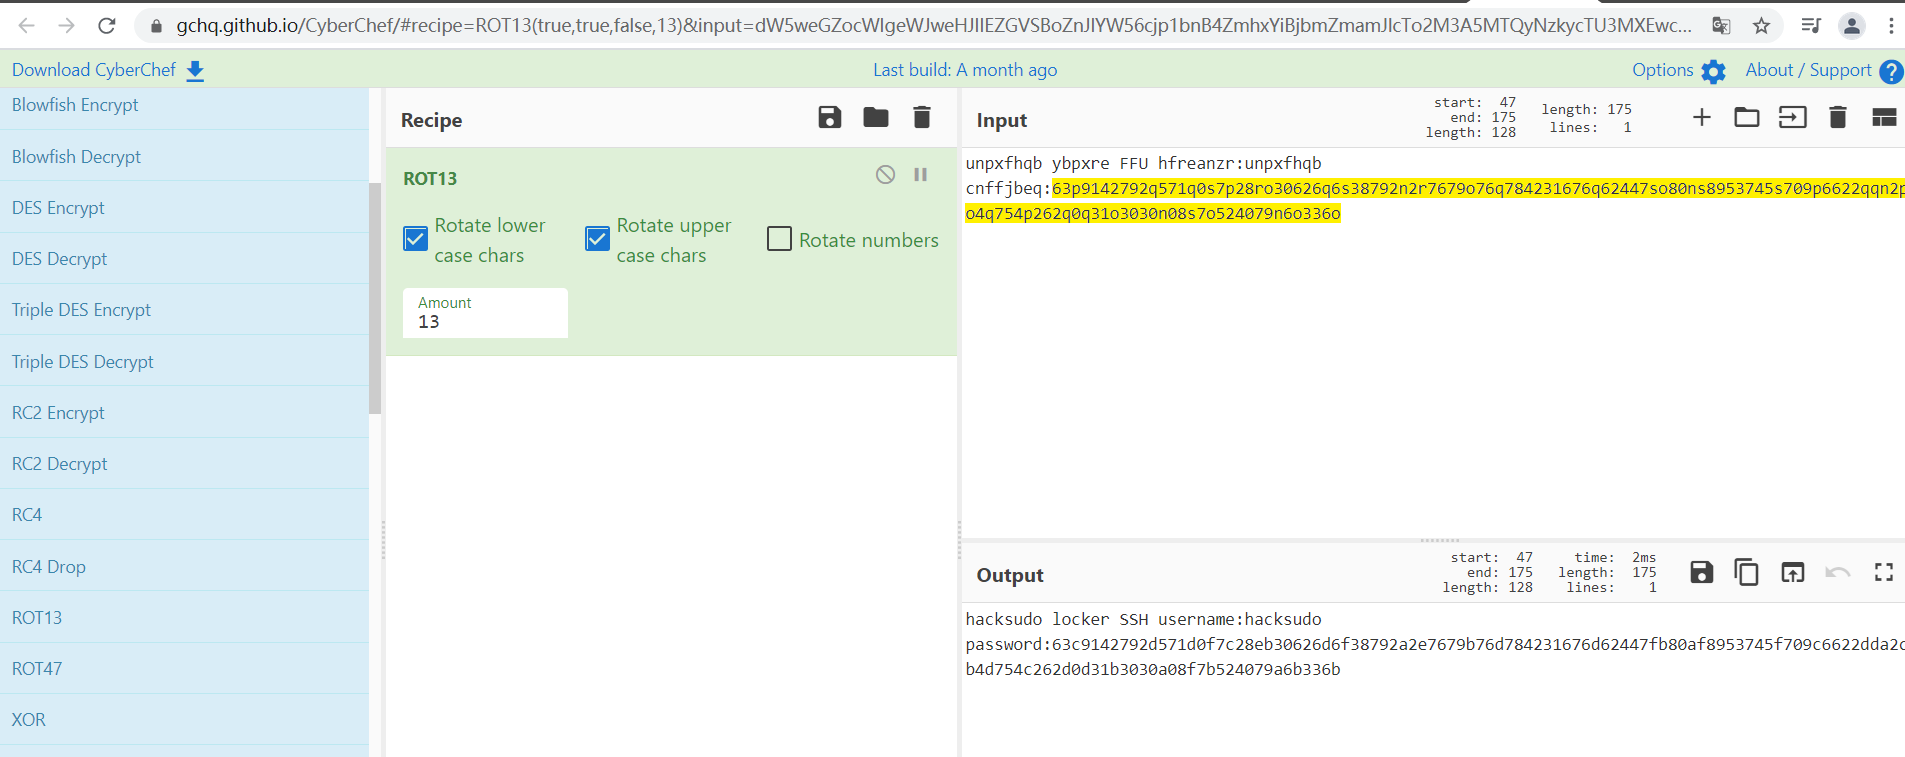 gchq.github.io/CyberChef/#recipe=ROT13(true,true,false,13)&input=dW5weGZocWIgeWJweHJlIEZGVSBoZnJlYW56cjp1bnB4ZmhxYiBjbmZmamJlcTo2M3A5MTQyNzkycTU3MXEwc...
Download CyberChef
Last build: A month ago
Options
About / Support
Blowfish Encrypt
Blowfish Decrypt
DES Encrypt
DES Decrypt
Triple DES Encrypt
Triple DES Decrypt
RC2 Encrypt
RC2 Decrypt
RC4
RC4 Drop
ROT13
ROT47
XOR
Recipe
ROT13
Rotate lower case chars
Rotate upper case chars
Rotate numbers
Amount
13
Input
start: 47
end: 175
length: 128
length: 175
lines: 1
unpxfhqb ybpxre FFU hfreanzr:unpxfhqb
cnffjbeq:63p9142792q571q0s7p28ro30626q6s38792n2r7679o76q784231676q62447so80ns8953745s709p6622qqn2p
o4q754p262q0q31o3030n08s7o524079n6o336o
Output
start: 47
end: 175
length: 128
time: 2ms
length: 175
lines: 1
hacksudo locker SSH username:hacksudo
password:63c9142792d571d0f7c28eb30626d6f38792a2e7679b76d784231676d62447fb80af8953745f709c6622dda2c
b4d754c262d0d31b3030a08f7b524079a6b336b